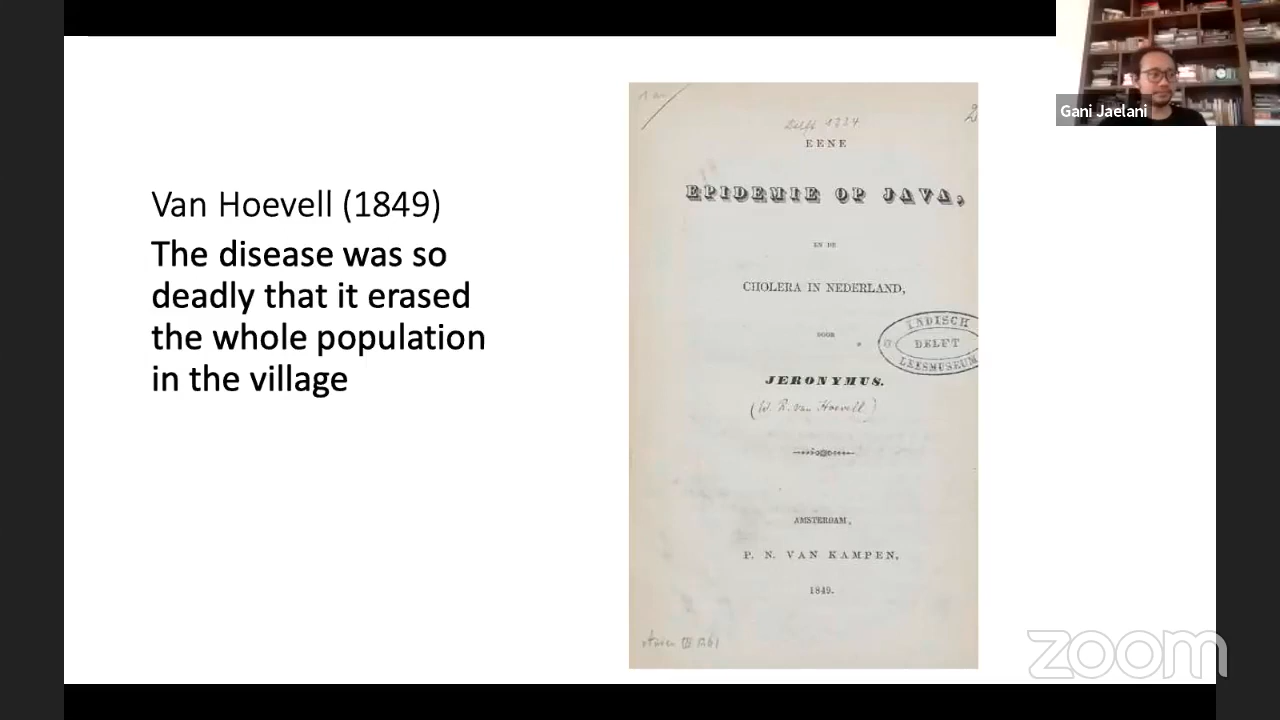 Gani Jaelani
Van Hoevell (1849)
The disease was so
deadly that it erased
the whole population
in the village
EENE
EPIDEMIE OP JAVA,
EN DE
CHOLERA IN NEDERLAND,
DOOR
JERONYMUS.
(W. R. van Hoevell)
INDISCH
DELFT
LEESMUSEUM
AMSTERDAM,
P. N. VAN KAMPEN,
1849.
zoom